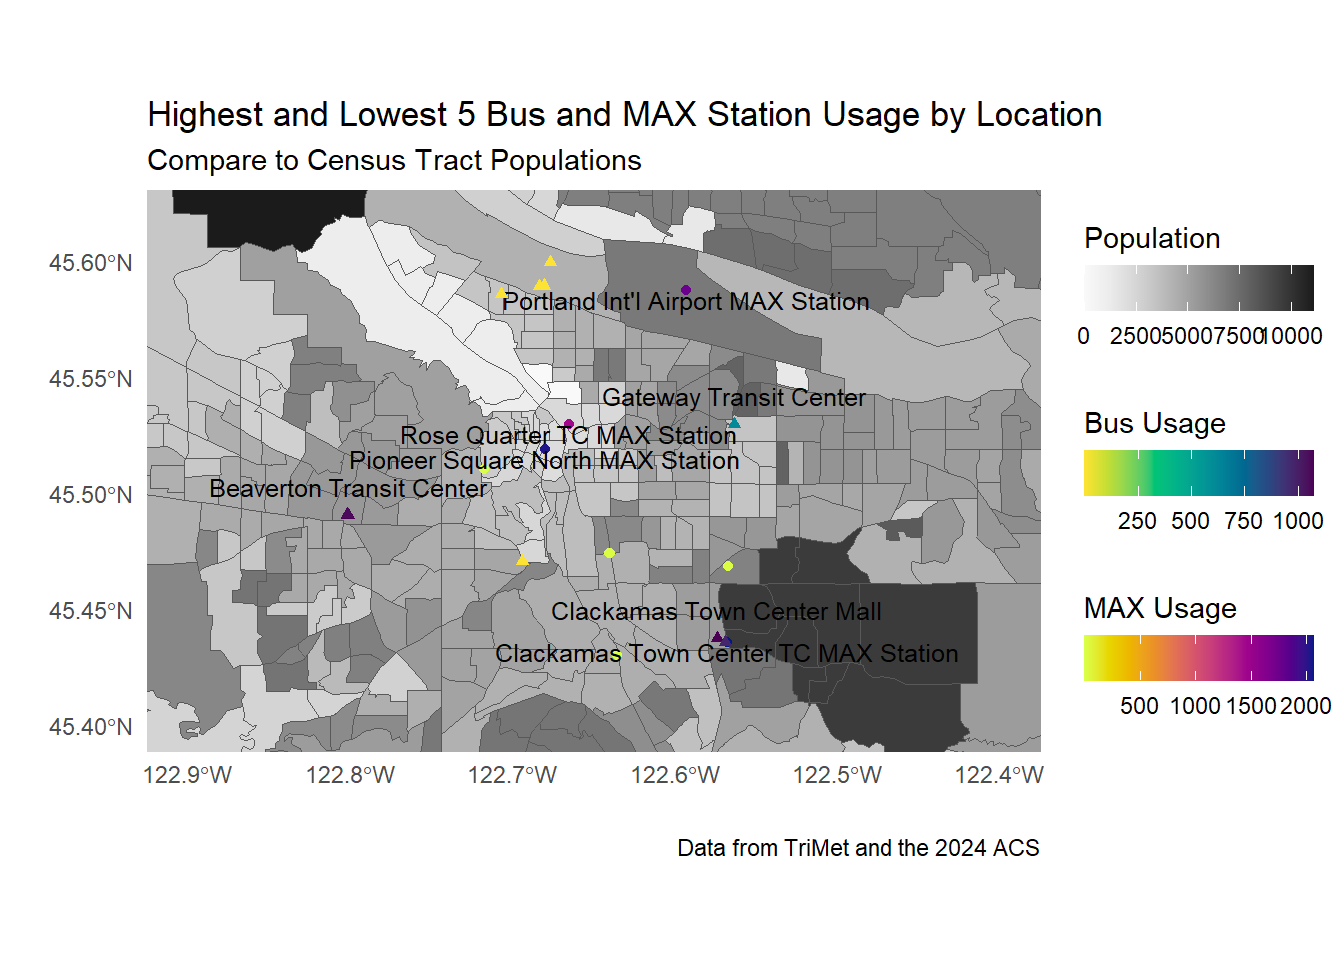 Highest and Lowest 5 Bus and MAX Station Usage by Location
Compare to Census Tract Populations
45.60°N
45.55°N
45.50°N
45.45°N
45.40°N
Portland Int'l Airport MAX Station
Gateway Transit Center
Rose Quarter TC MAX Station
Pioneer Square North MAX Station
Beaverton Transit Center
Clackamas Town Center Mall
Clackamas Town Center TC MAX Station
122.9°W 122.8°W 122.7°W 122.6°W 122.5°W 122.4°W
Population
0 2500 5000 7500 10000
Bus Usage
250 500 750 1000
MAX Usage
500 1000 1500 2000
Data from TriMet and the 2024 ACS